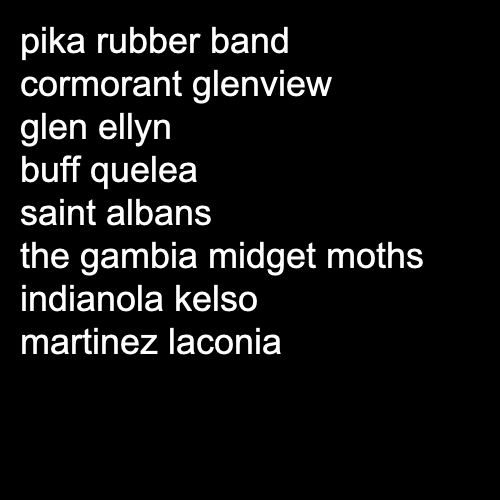 pika rubber band
cormorant glenview
glen ellyn
buff quelea
saint albans
the gambia midget moths
indianola kelso
martinez laconia